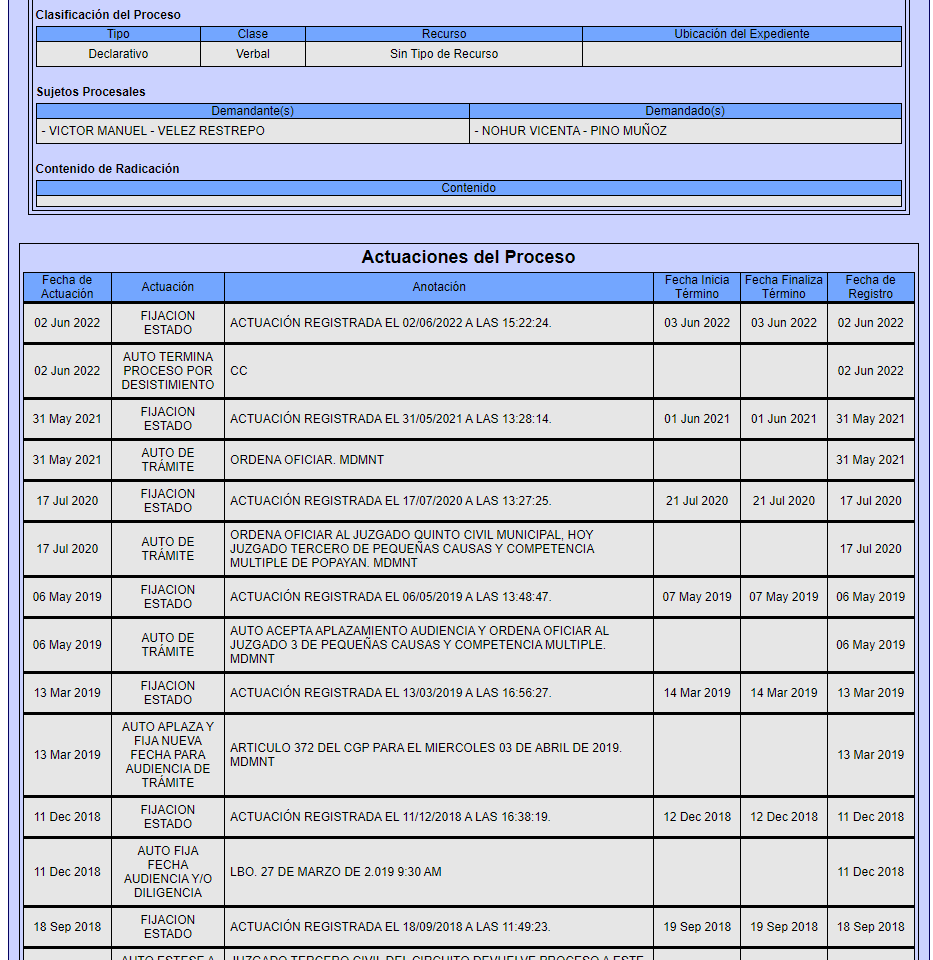 Clasificación del Proceso
Tipo Clase Recurso Ubicación del Expediente
Declarativo Verbal Sin Tipo de Recurso
Sujetos Procesales
Demandante(s) Demandado(s)
- VICTOR MANUEL - VELEZ RESTREPO - NOHUR VICENTA - PINO MUÑOZ
Contenido de Radicación
Contenido
Actuaciones del Proceso
Fecha de Actuación Actuación Anotación Fecha Inicia Término Fecha Finaliza Término Fecha de Registro
02 Jun 2022 FIJACION ESTADO ACTUACIÓN REGISTRADA EL 02/06/2022 A LAS 15:22:24. 03 Jun 2022 03 Jun 2022 02 Jun 2022
02 Jun 2022 AUTO TERMINA PROCESO POR DESISTIMIENTO CC 02 Jun 2022
31 May 2021 FIJACION ESTADO ACTUACIÓN REGISTRADA EL 31/05/2021 A LAS 13:28:14. 01 Jun 2021 01 Jun 2021 31 May 2021
31 May 2021 AUTO DE TRÁMITE ORDENA OFICIAR. MDMNT 31 May 2021
17 Jul 2020 FIJACION ESTADO ACTUACIÓN REGISTRADA EL 17/07/2020 A LAS 13:27:25. 21 Jul 2020 21 Jul 2020 17 Jul 2020
17 Jul 2020 AUTO DE TRÁMITE ORDENA OFICIAR AL JUZGADO QUINTO CIVIL MUNICIPAL, HOY JUZGADO TERCERO DE PEQUEÑAS CAUSAS Y COMPETENCIA MULTIPLE DE POPAYAN. MDMNT 17 Jul 2020
06 May 2019 FIJACION ESTADO ACTUACIÓN REGISTRADA EL 06/05/2019 A LAS 13:48:47. 07 May 2019 07 May 2019 06 May 2019
06 May 2019 AUTO DE TRÁMITE AUTO ACEPTA APLAZAMIENTO AUDIENCIA Y ORDENA OFICIAR AL JUZGADO 3 DE PEQUEÑAS CAUSAS Y COMPETENCIA MULTIPLE. MDMNT 06 May 2019
13 Mar 2019 FIJACION ESTADO ACTUACIÓN REGISTRADA EL 13/03/2019 A LAS 16:56:27. 14 Mar 2019 14 Mar 2019 13 Mar 2019
13 Mar 2019 AUTO APLAZA Y FIJA NUEVA FECHA PARA AUDIENCIA DE TRÁMITE ARTICULO 372 DEL CGP PARA EL MIERCOLES 03 DE ABRIL DE 2019. MDMNT 13 Mar 2019
11 Dec 2018 FIJACION ESTADO ACTUACIÓN REGISTRADA EL 11/12/2018 A LAS 16:38:19. 12 Dec 2018 12 Dec 2018 11 Dec 2018
11 Dec 2018 AUTO FIJA FECHA AUDIENCIA Y/O DILIGENCIA LBO. 27 DE MARZO DE 2.019 9:30 AM 11 Dec 2018
18 Sep 2018 FIJACION ESTADO ACTUACIÓN REGISTRADA EL 18/09/2018 A LAS 11:49:23. 19 Sep 2018 19 Sep 2018 18 Sep 2018
AUTO ESTESE A JUZGADO TERCERO CIVIL DEL CIRCUITO DEVUELVE PROCESO A ESTE